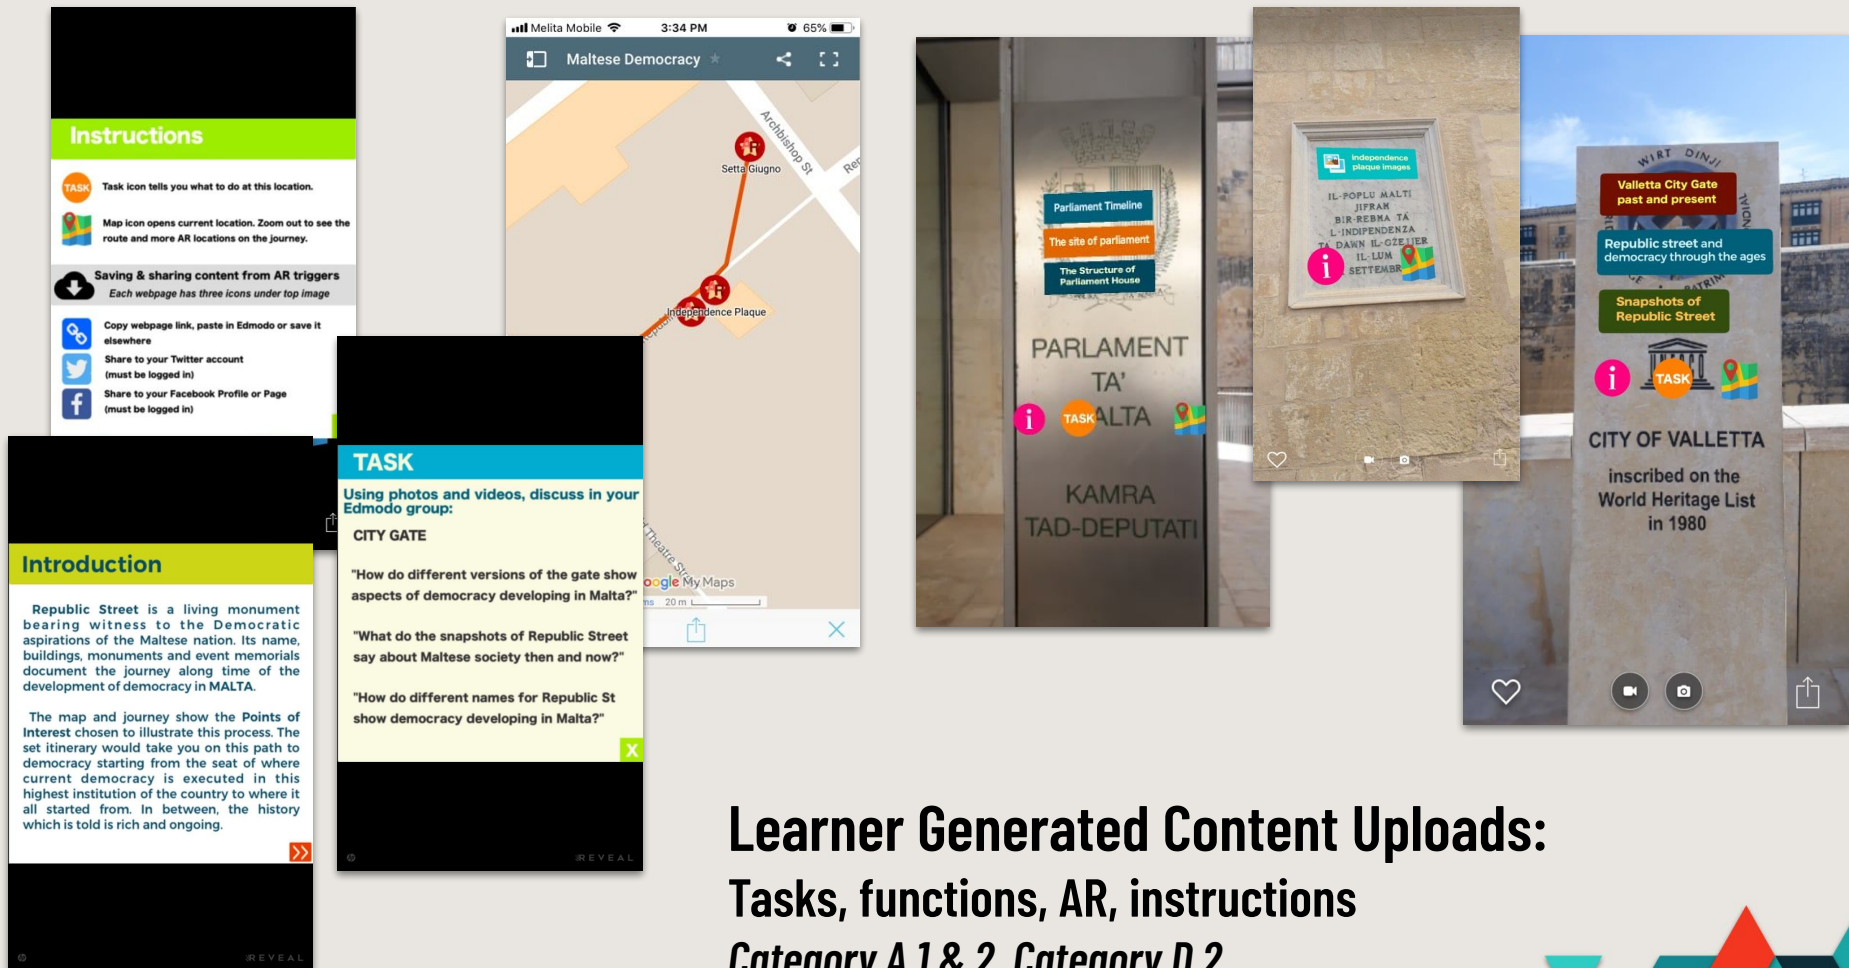 Instructions
TASK
Task icon tells you what to do at this location.
Map icon opens current location. Zoom out to see the
route and more AR locations on the journey.
Saving & sharing content from AR triggers
Each webpage has three icons under top image
Copy webpage link, paste in Edmodo or save it
elsewhere
Share to your Twitter account
(must be logged in)
Share to your Facebook Profile or Page
(must be logged in)
Introduction
Republic Street is a living monument
bearing witness to the Democratic
aspirations of the Maltese nation. Its name,
buildings, monuments and event memorials
document the journey along time of the
development of democracy in MALTA.
The map and journey show the Points of
Interest chosen to illustrate this process. The
set itinerary would take you on this path to
democracy starting from the seat of where
current democracy is executed in this
highest institution of the country to where it
all started from. In between, the history
which is told is rich and ongoing.
REVEAL
TASK
Using photos and videos, discuss in your
Edmodo group:
CITY GATE
"How do different versions of the gate show
aspects of democracy developing in Malta?"
"What do the snapshots of Republic Street
say about Maltese society then and now?"
"How do different names for Republic St
show democracy developing in Malta?"
X
REVEAL
Melita Mobile 3:34 PM 65%
Maltese Democracy
Archbishop St
Setta Giugno
Independence Plaque
Theatre St
oogle My Maps
20 m
Parliament Timeline
The site of parliament
The Structure of
Parliament House
PARLAMENT
TA'
ALTA
i TASK
KAMRA
TAD-DEPUTATI
Independence
plaque images
IL-POPLU MALTI
JIFRAĦ
BIR-REBĦA TA'
L-INDIPENDENZA
TA DAWN IL-GŻEJJER
IL-LUM
SETTEMBR
i
WIRT DINJI
Valletta City Gate
past and present
Republic street and
democracy through the ages
PATRIM
Snapshots of
Republic Street
i TASK
CITY OF VALLETTA
inscribed on the
World Heritage List
in 1980
Learner Generated Content Uploads:
Tasks, functions, AR, instructions
Category A 1 & 2, Category D 2